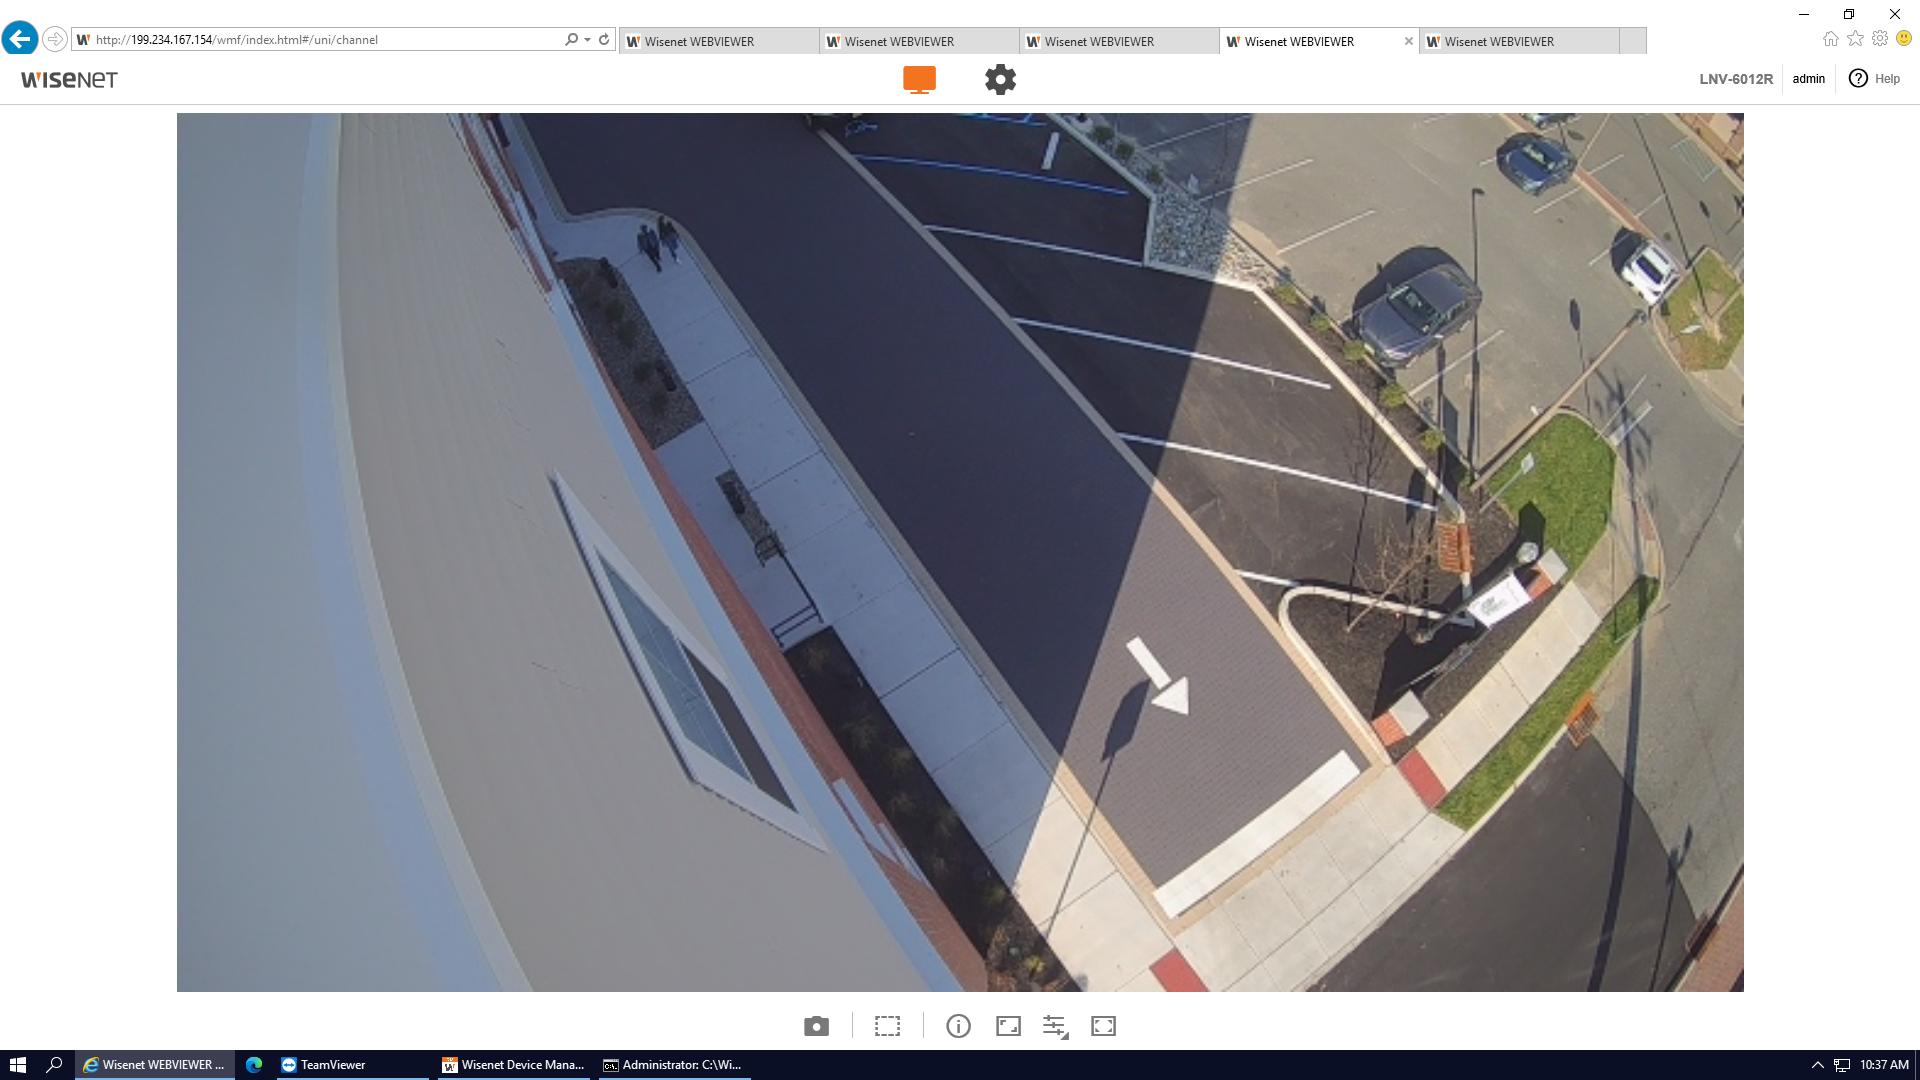 http://199.234.167.154/wmf/index.html#/uni/channel
Wisenet WEBVIEWER
Wisenet WEBVIEWER
Wisenet WEBVIEWER
Wisenet WEBVIEWER
Wisenet WEBVIEWER
WISENET
LNV-6012R
admin
Help
Wisenet WEBVIEWER ...
TeamViewer
Wisenet Device Mana...
Administrator: C:\Wi...
10:37 AM